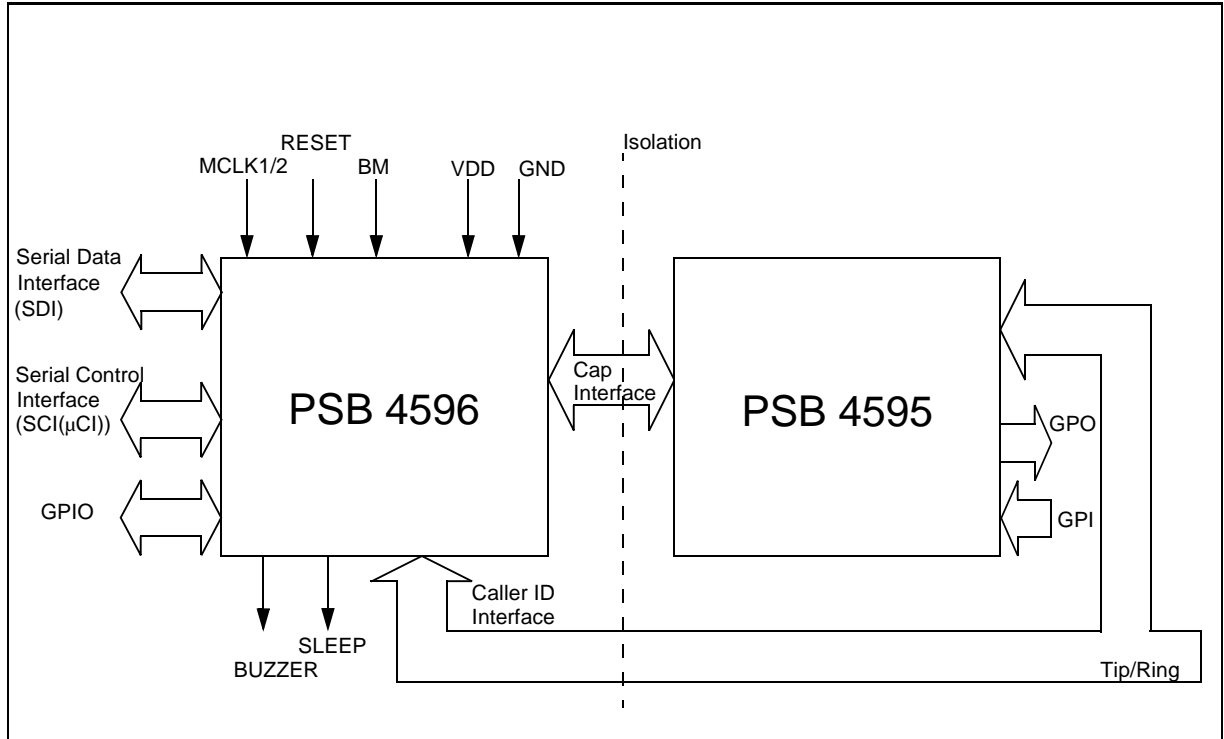 RESET
Isolation
MCLK1/2
BM
VDD
GND
Serial Data
Interface
(SDI)
Serial Control
Interface
(SCI(μCI))
GPIO
PSB 4596
Cap
Interface
PSB 4595
GPO
GPI
Caller ID
Interface
SLEEP
BUZZER
Tip/Ring